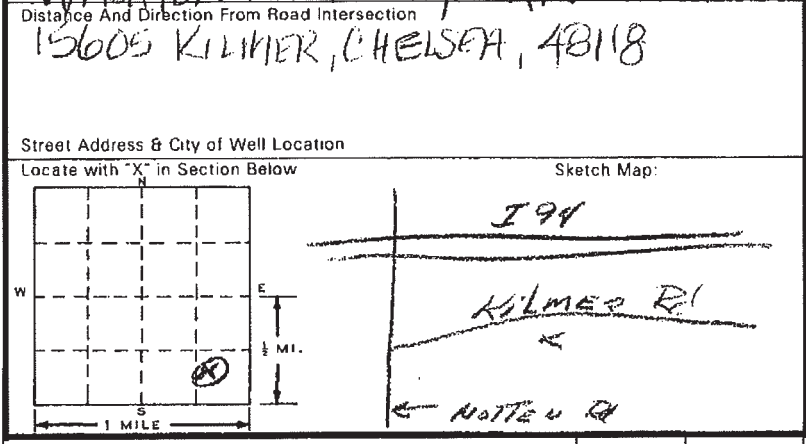 Distance And Direction From Road Intersection
15605 KILMER, CHELSEA, 48118
Street Address & City of Well Location
Locate with "X" in Section Below
Sketch Map:
N
I 94
W
E
KILMER Rd
½ MI.
X
<
S
← NOTTEN Rd
1 MILE